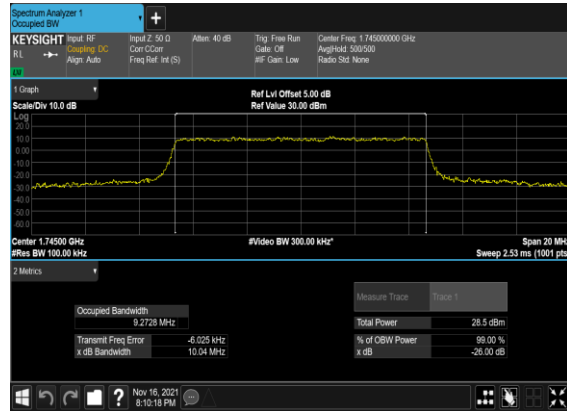 Spectrum Analyzer 1
Occupied BW
+
KEYSIGHT Input: RF Input Z: 50 Ω Atten: 40 dB Trig: Free Run Center Freq: 1.745000000 GHz
RL Coupling: DC Corr CCorr Gate: Off Avg|Hold: 500/500
Align: Auto Freq Ref: Int (S) #IF Gain: Low Radio Std: None
LW
1 Graph
Ref Lvl Offset 5.00 dB
Scale/Div 10.0 dB Ref Value 30.00 dBm
Log
20.0
10.0
0.00
-10.0
-20.0
-30.0
-40.0
-50.0
-60.0
Center 1.74500 GHz #Video BW 300.00 kHz* Span 20 MHz
#Res BW 100.00 kHz Sweep 2.53 ms (1001 pts)
2 Metrics
Measure Trace Trace 1
Occupied Bandwidth
9.2728 MHz Total Power 28.5 dBm
Transmit Freq Error -6.025 kHz % of OBW Power 99.00 %
x dB Bandwidth 10.04 MHz x dB -26.00 dB
? Nov 16, 2021
8:10:18 PM